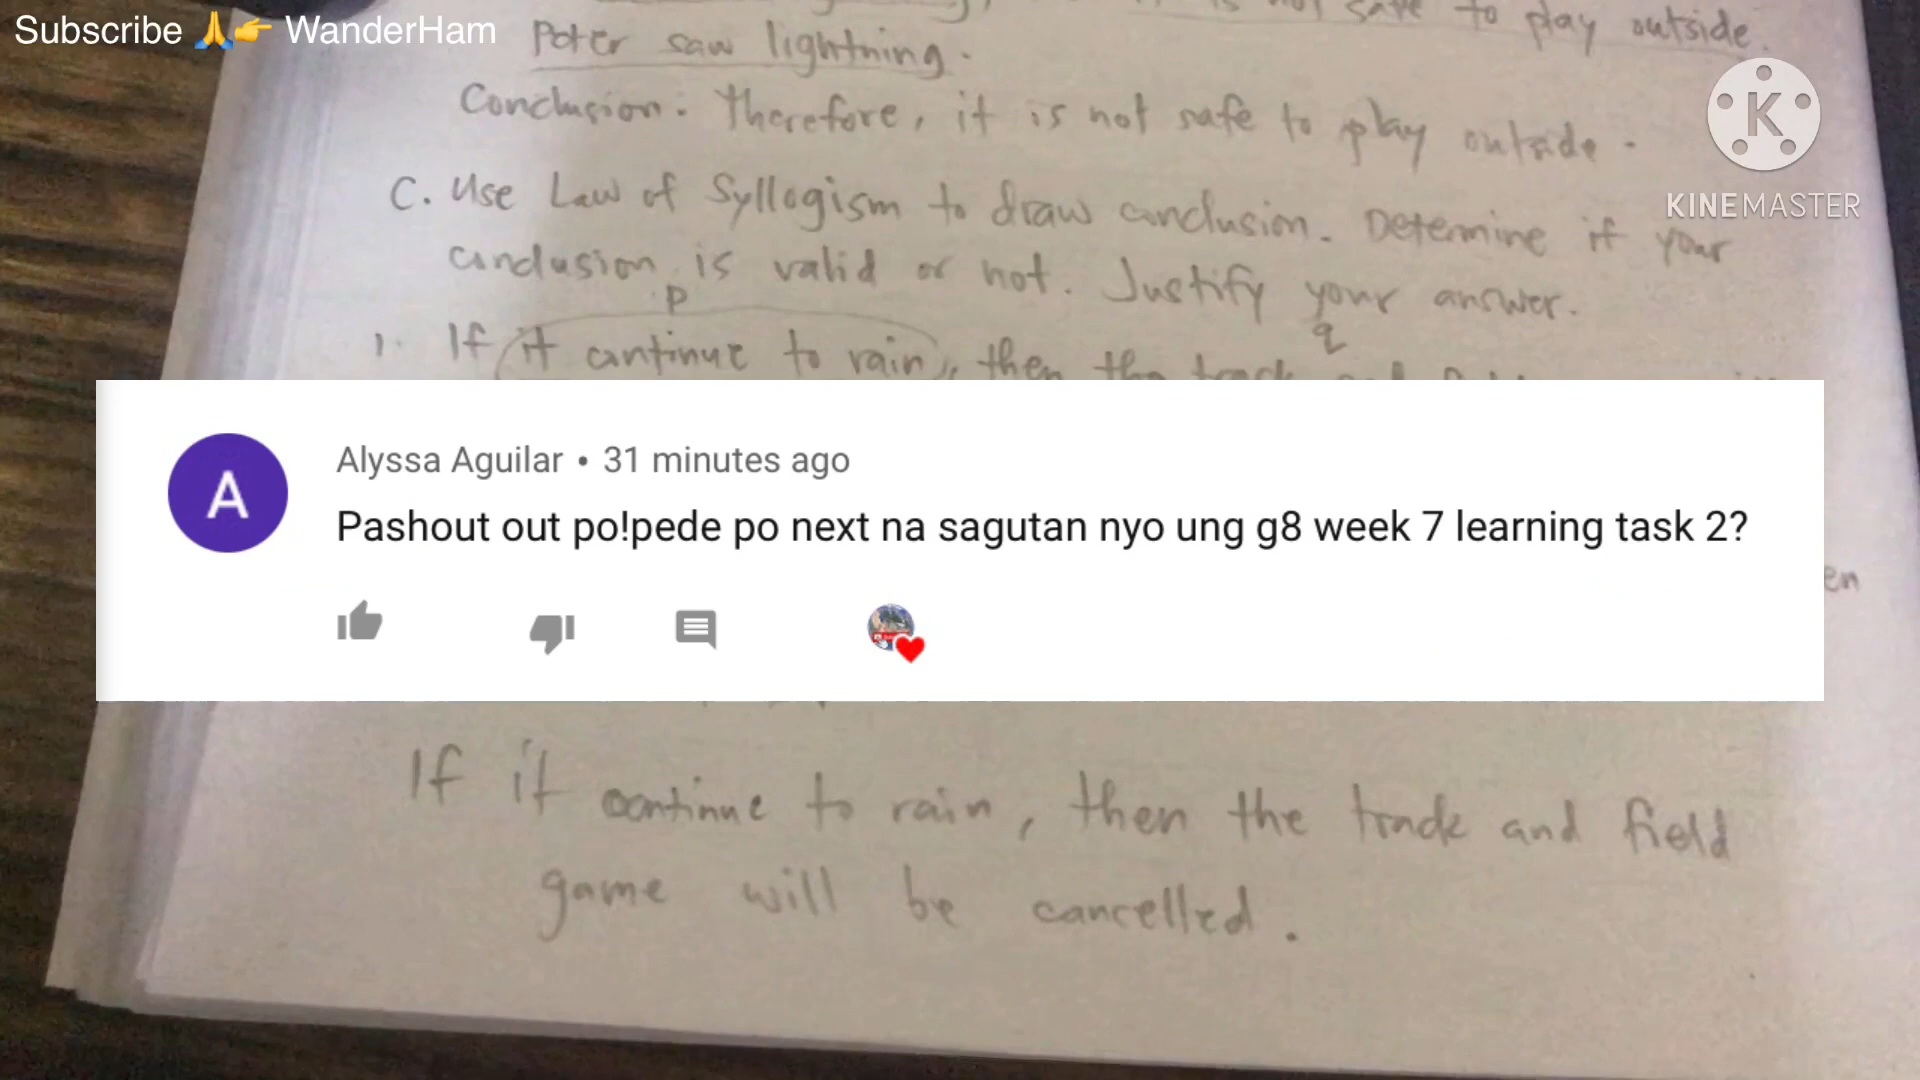 Subscribe 🙏👉 WanderHam
not safe to play outside.
Peter saw lightning.
Conclusion: Therefore, it is not safe to play outside.
C. Use Law of Syllogism to draw conclusion. Determine if your
conclusion is valid or not. Justify your answer.
p
q
1. If it continue to rain, then the track
Alyssa Aguilar • 31 minutes ago
Pashout out po!pede po next na sagutan nyo ung g8 week 7 learning task 2?
en
If it continue to rain, then the track and field
game will be cancelled.
K
KINEMASTER